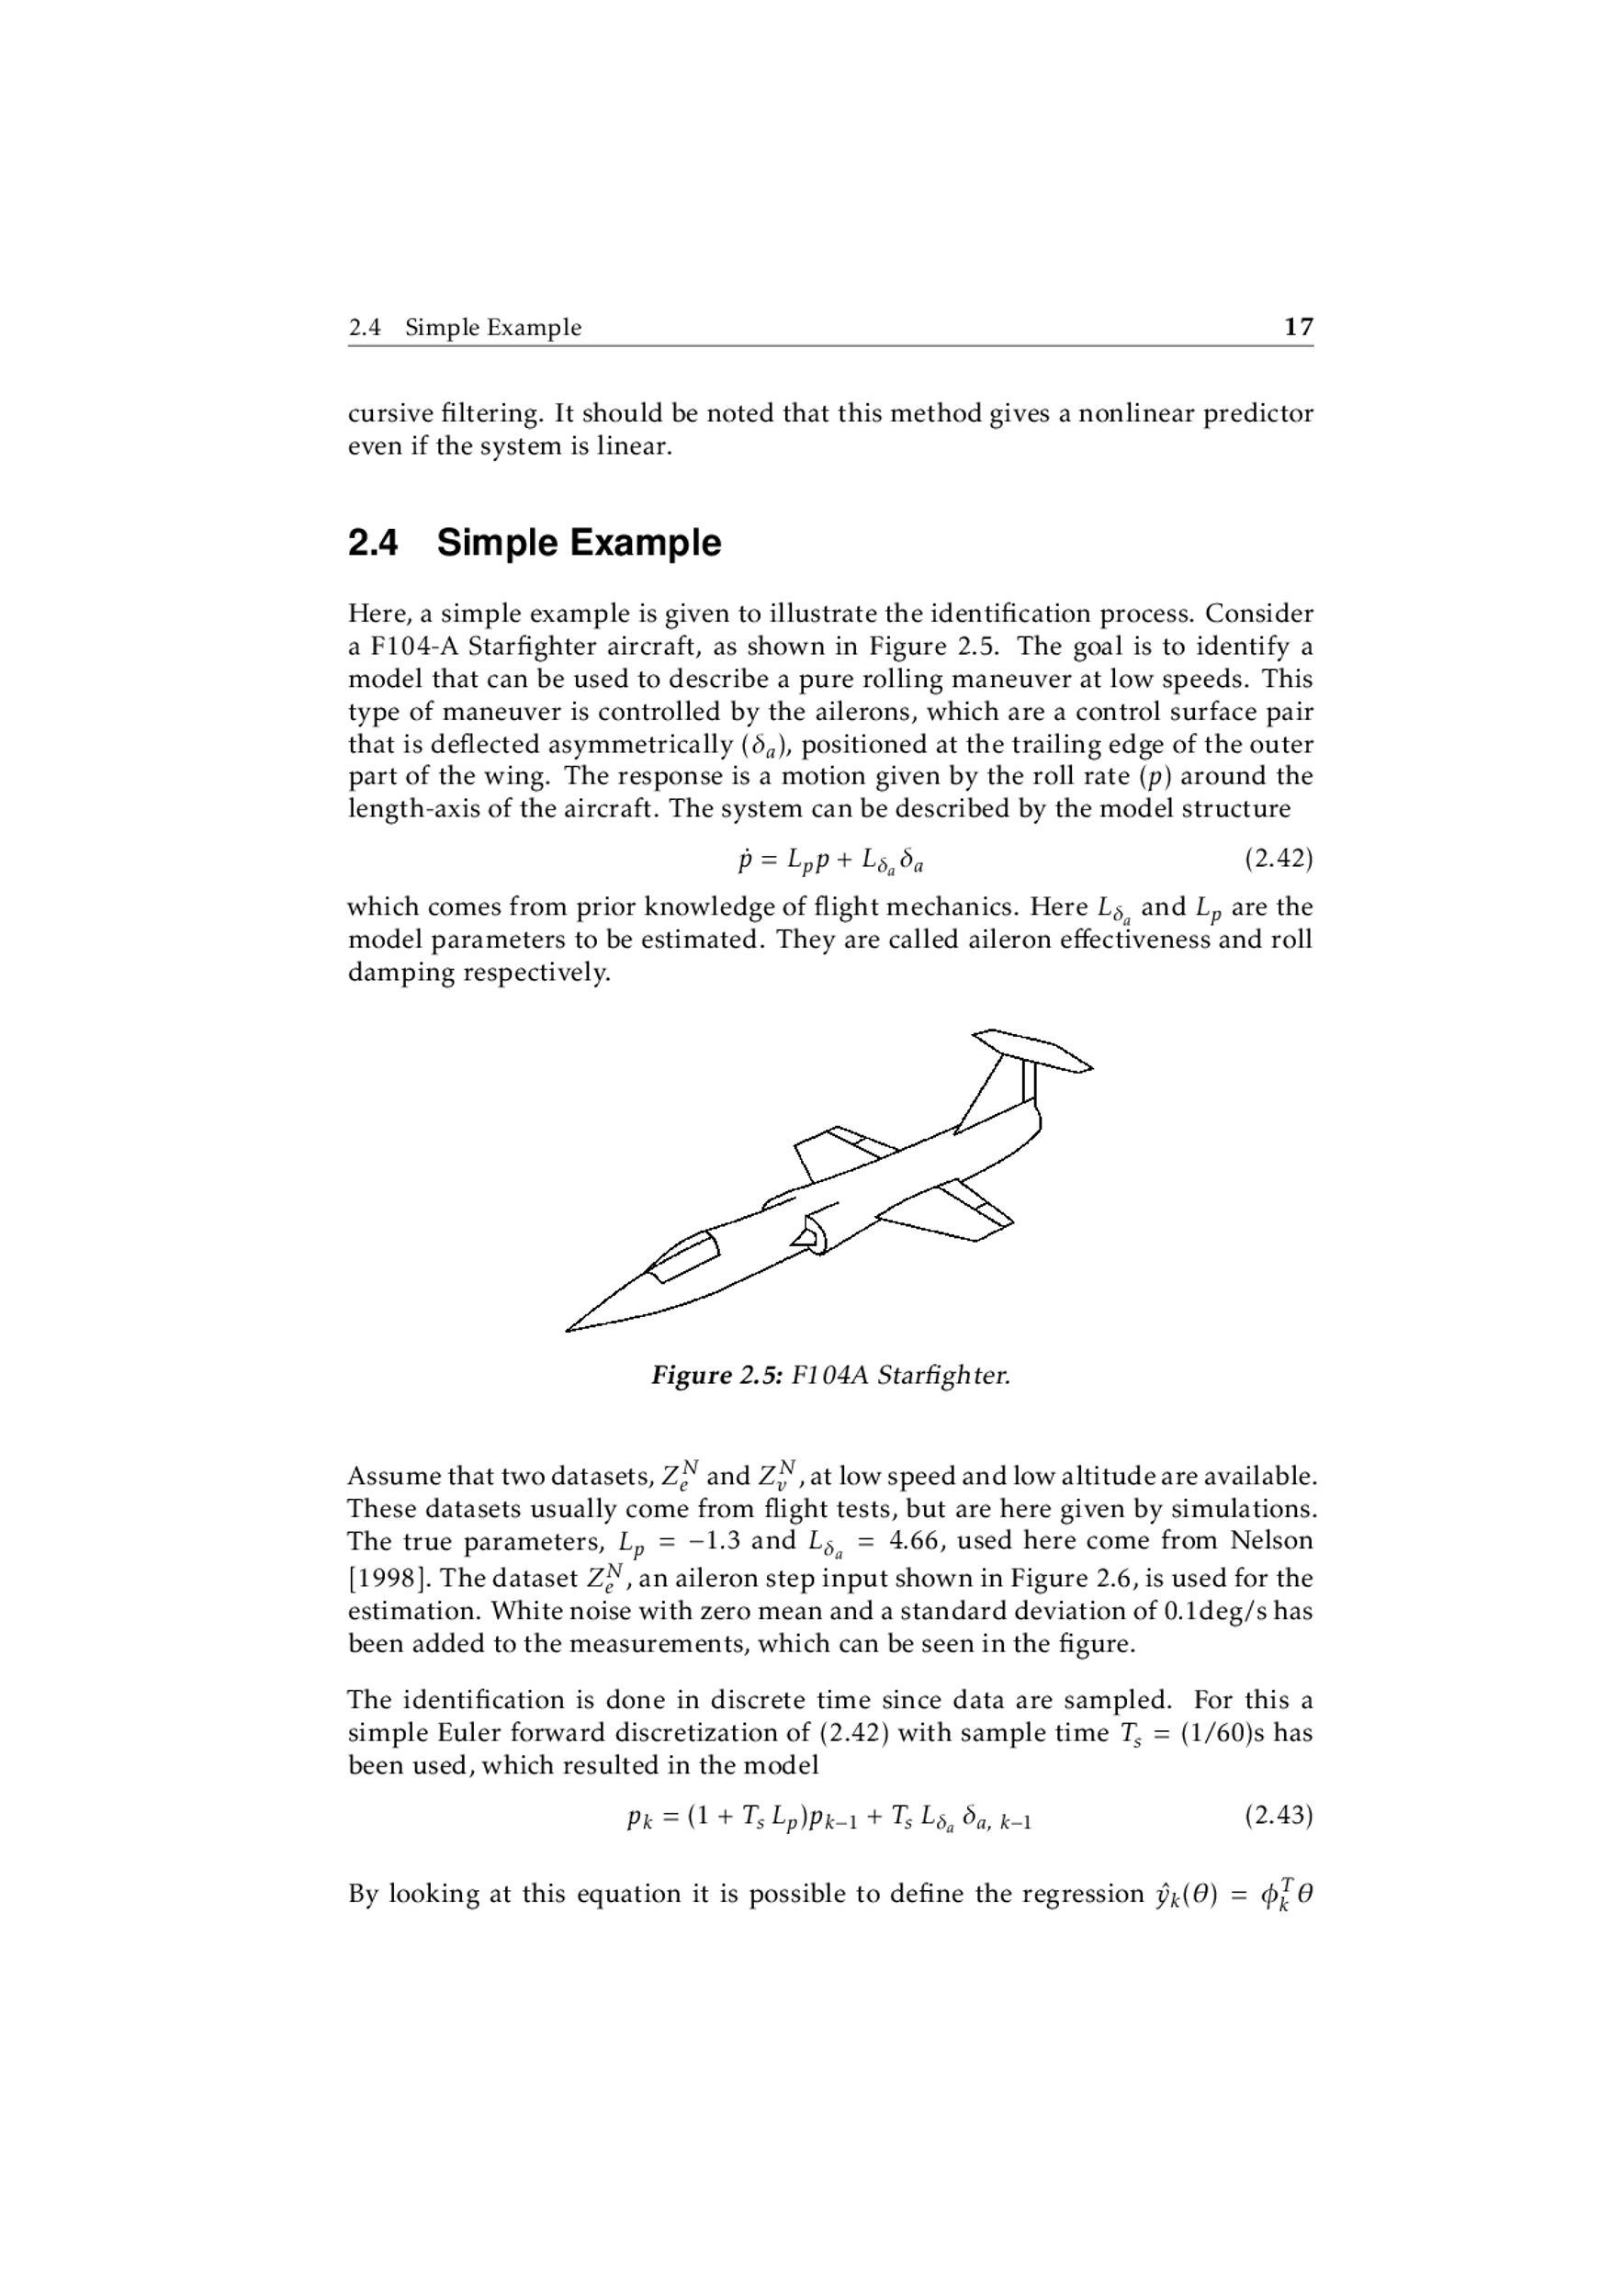 2.4 Simple Example 17
cursive filtering. It should be noted that this method gives a nonlinear predictor
even if the system is linear.
2.4 Simple Example
Here, a simple example is given to illustrate the identification process. Consider
a F104-A Starfighter aircraft, as shown in Figure 2.5. The goal is to identify a
model that can be used to describe a pure rolling maneuver at low speeds. This
type of maneuver is controlled by the ailerons, which are a control surface pair
that is deflected asymmetrically (δ_a), positioned at the trailing edge of the outer
part of the wing. The response is a motion given by the roll rate (p) around the
length-axis of the aircraft. The system can be described by the model structure
ṗ = L_p p + L_{δ_a} δ_a (2.42)
which comes from prior knowledge of flight mechanics. Here L_{δ_a} and L_p are the
model parameters to be estimated. They are called aileron effectiveness and roll
damping respectively.
Figure 2.5: F104A Starfighter.
Assume that two datasets, Z_e^N and Z_v^N, at low speed and low altitude are available.
These datasets usually come from flight tests, but are here given by simulations.
The true parameters, L_p = −1.3 and L_{δ_a} = 4.66, used here come from Nelson
[1998]. The dataset Z_e^N, an aileron step input shown in Figure 2.6, is used for the
estimation. White noise with zero mean and a standard deviation of 0.1deg/s has
been added to the measurements, which can be seen in the figure.
The identification is done in discrete time since data are sampled. For this a
simple Euler forward discretization of (2.42) with sample time T_s = (1/60)s has
been used, which resulted in the model
p_k = (1 + T_s L_p)p_{k−1} + T_s L_{δ_a} δ_{a, k−1} (2.43)
By looking at this equation it is possible to define the regression ŷ_k(θ) = ϕ_k^T θ